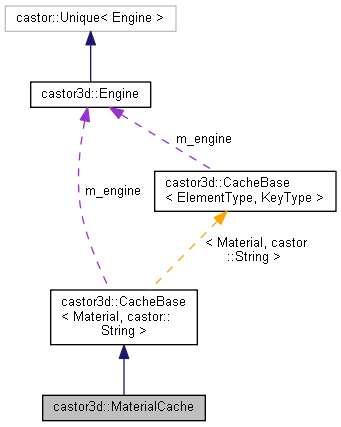 castor::Unique< Engine >
castor3d::Engine
m_engine
castor3d::CacheBase
< ElementType, KeyType >
m_engine
< Material, castor
::String >
castor3d::CacheBase
< Material, castor::
String >
castor3d::MaterialCache